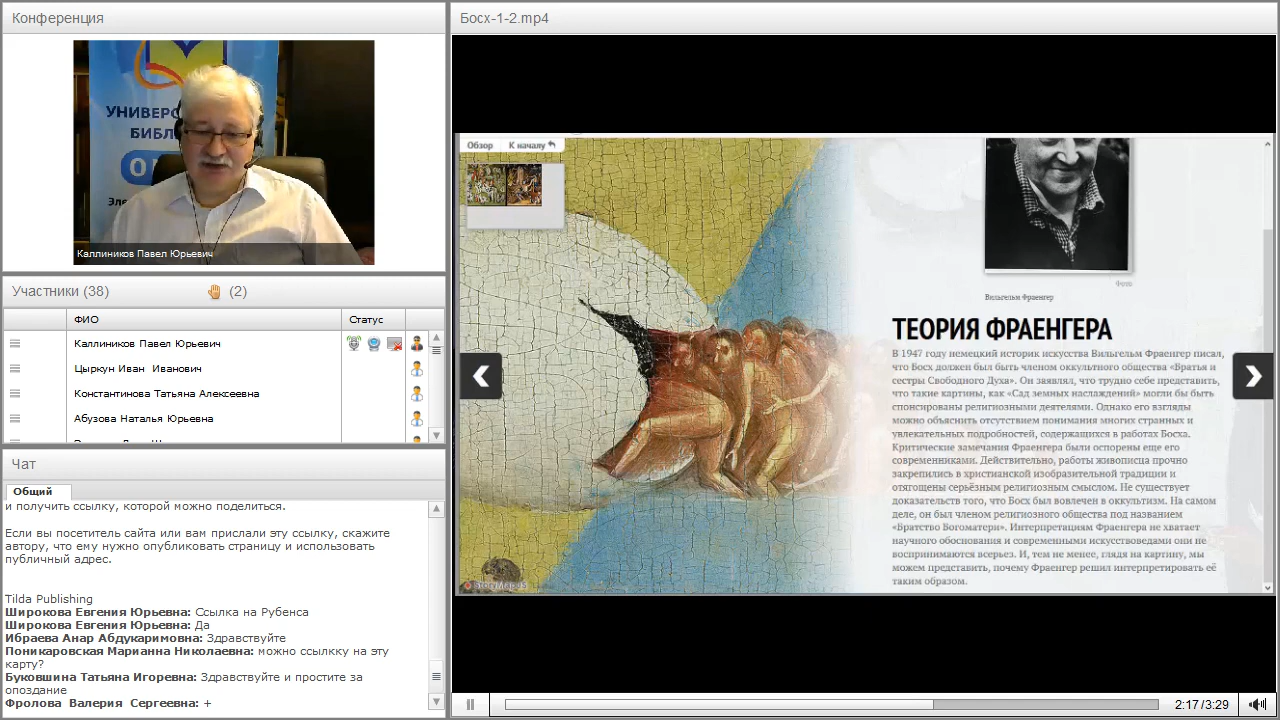 Конференция
УНИВЕРС
БИБЛ
Эле
Каллиников Павел Юрьевич
Участники (38)
(2)
ФИО
Статус
Каллиников Павел Юрьевич
Цыркун Иван Иванович
Константинова Татьяна Алексеевна
Абузова Наталья Юрьевна
Чат
Общий
и получить ссылку, которой можно поделиться.
Если вы посетитель сайта или вам прислали эту ссылку, скажите
автору, что ему нужно опубликовать страницу и использовать
публичный адрес.
Tilda Publishing
Широкова Евгения Юрьевна: Ссылка на Рубенса
Широкова Евгения Юрьевна: Да
Ибраева Анар Абдукаримовна: Здравствуйте
Поникаровская Марианна Николаевна: можно ссылкку на эту
карту?
Буковшина Татьяна Игоревна: Здравствуйте и простите за
опоздание
Фролова Валерия Сергеевна: +
Босх-1-2.mp4
Обзор К началу
Фото
Вильгельм Фраенгер
ТЕОРИЯ ФРАЕНГЕРА
В 1947 году немецкий историк искусства Вильгельм Фраенгер писал,
что Босх должен был быть членом оккультного общества «Братья и
сестры Свободного Духа». Он заявлял, что трудно себе представить,
что такие картины, как «Сад земных наслаждений» могли бы быть
спонсированы религиозными деятелями. Однако его взгляды
можно объяснить отсутствием понимания многих странных и
увлекательных подробностей, содержащихся в работах Босха.
Критические замечания Фраенгера были оспорены еще его
современниками. Действительно, работы живописца прочно
закрепились в христианской изобразительной традиции и
отягощены серьёзным религиозным смыслом. Не существует
доказательств того, что Босх был вовлечен в оккультизм. На самом
деле, он был членом религиозного общества под названием
«Братство Богоматери». Интерпретациям Фраенгера не хватает
научного обоснования и современными искусствоведами они не
воспринимаются всерьез. И, тем не менее, глядя на картину, мы
можем представить, почему Фраенгер решил интерпретировать её
таким образом.
StoryMapJS
2:17/3:29